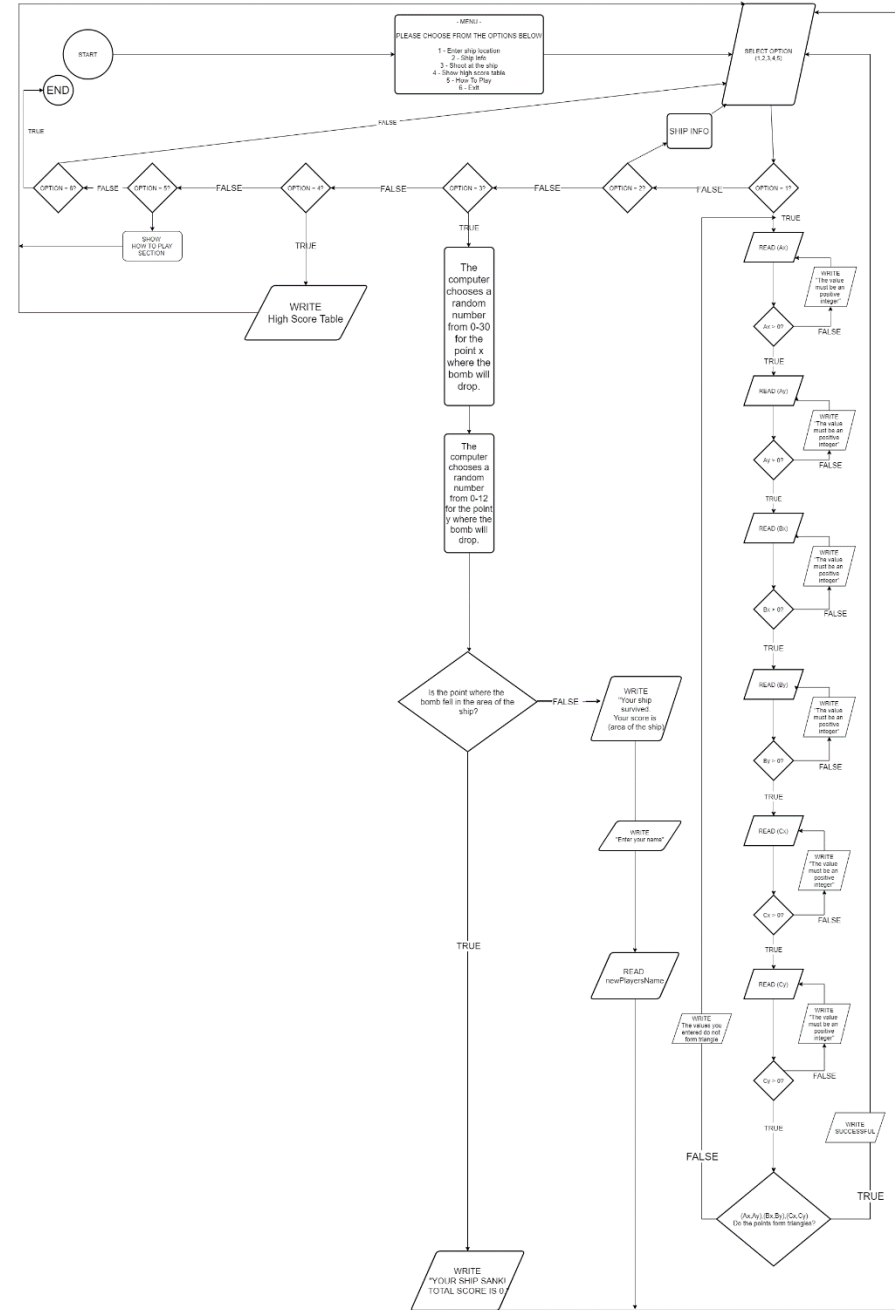 START
- MENU -
PLEASE CHOOSE FROM THE OPTIONS BELOW
1 - Enter ship location
2 - Ship Info
3 - Shoot at the ship
4 - Show high score table
5 - How To Play
6 - Exit
SELECT OPTION
(1,2,3,4,5)
END
TRUE
FALSE
SHIP INFO
OPTION = 6?
FALSE
OPTION = 5?
FALSE
OPTION = 4?
FALSE
OPTION = 3?
FALSE
OPTION = 2?
FALSE
OPTION = 1?
TRUE
SHOW
HOW TO PLAY
SECTION
TRUE
WRITE
High Score Table
TRUE
The
computer
chooses a
random
number
from 0-30
for the
point x
where the
bomb will
drop.
The
computer
chooses a
random
number
from 0-12
for the point
y where the
bomb will
drop.
Is the point where the
bomb fell in the area of the
ship?
FALSE
WRITE
"Your ship
survived.
Your score is
(area of the ship)
WRITE
"Enter your name"
READ
newPlayersName
TRUE
WRITE
"YOUR SHIP SANK!
TOTAL SCORE IS 0."
READ (Ax)
WRITE
"The value
must be an
positive
integer"
Ax > 0?
FALSE
TRUE
READ (Ay)
WRITE
"The value
must be an
positive
integer"
Ay > 0?
FALSE
TRUE
READ (Bx)
WRITE
"The value
must be an
positive
integer"
Bx > 0?
FALSE
TRUE
READ (By)
WRITE
"The value
must be an
positive
integer"
By > 0?
FALSE
TRUE
READ (Cx)
WRITE
"The value
must be an
positive
integer"
Cx > 0?
FALSE
TRUE
READ (Cy)
WRITE
"The value
must be an
positive
integer"
Cy > 0?
FALSE
TRUE
WRITE
The values you
entered do not
form triangle
FALSE
(Ax,Ay),(Bx,By),(Cx,Cy)
Do the points form triangles?
TRUE
WRITE
SUCCESSFUL